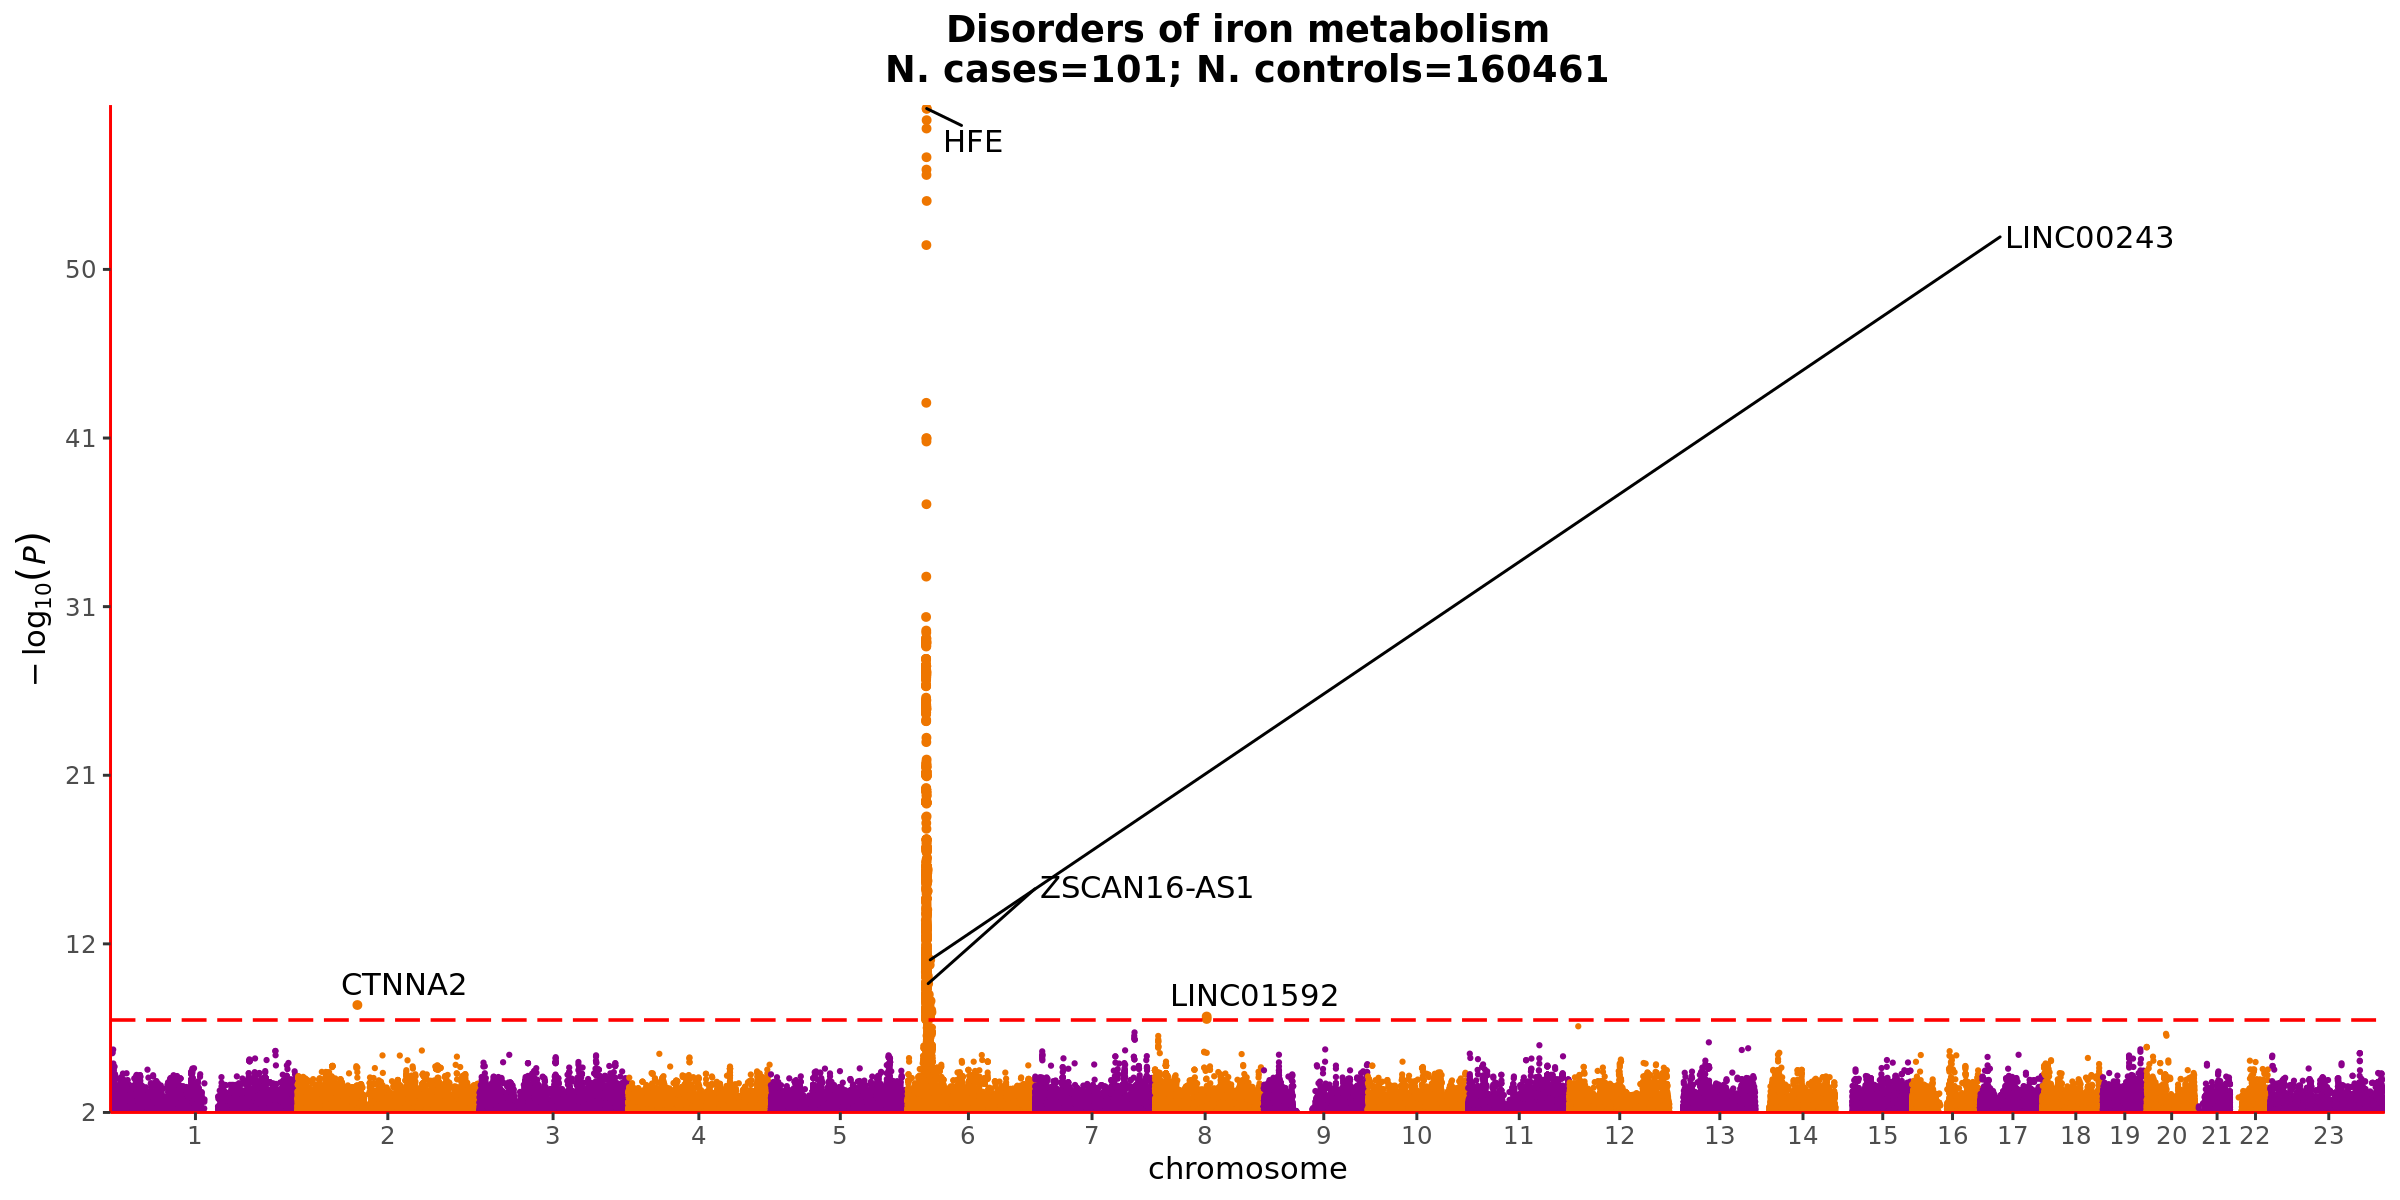 Disorders of iron metabolism
N. cases=101; N. controls=160461
HFE
LINC00243
50
41
31
21
12
2
−log10(P)
ZSCAN16-AS1
CTNNA2
LINC01592
1 2 3 4 5 6 7 8 9 10 11 12 13 14 15 16 17 18 19 20 21 22 23
chromosome